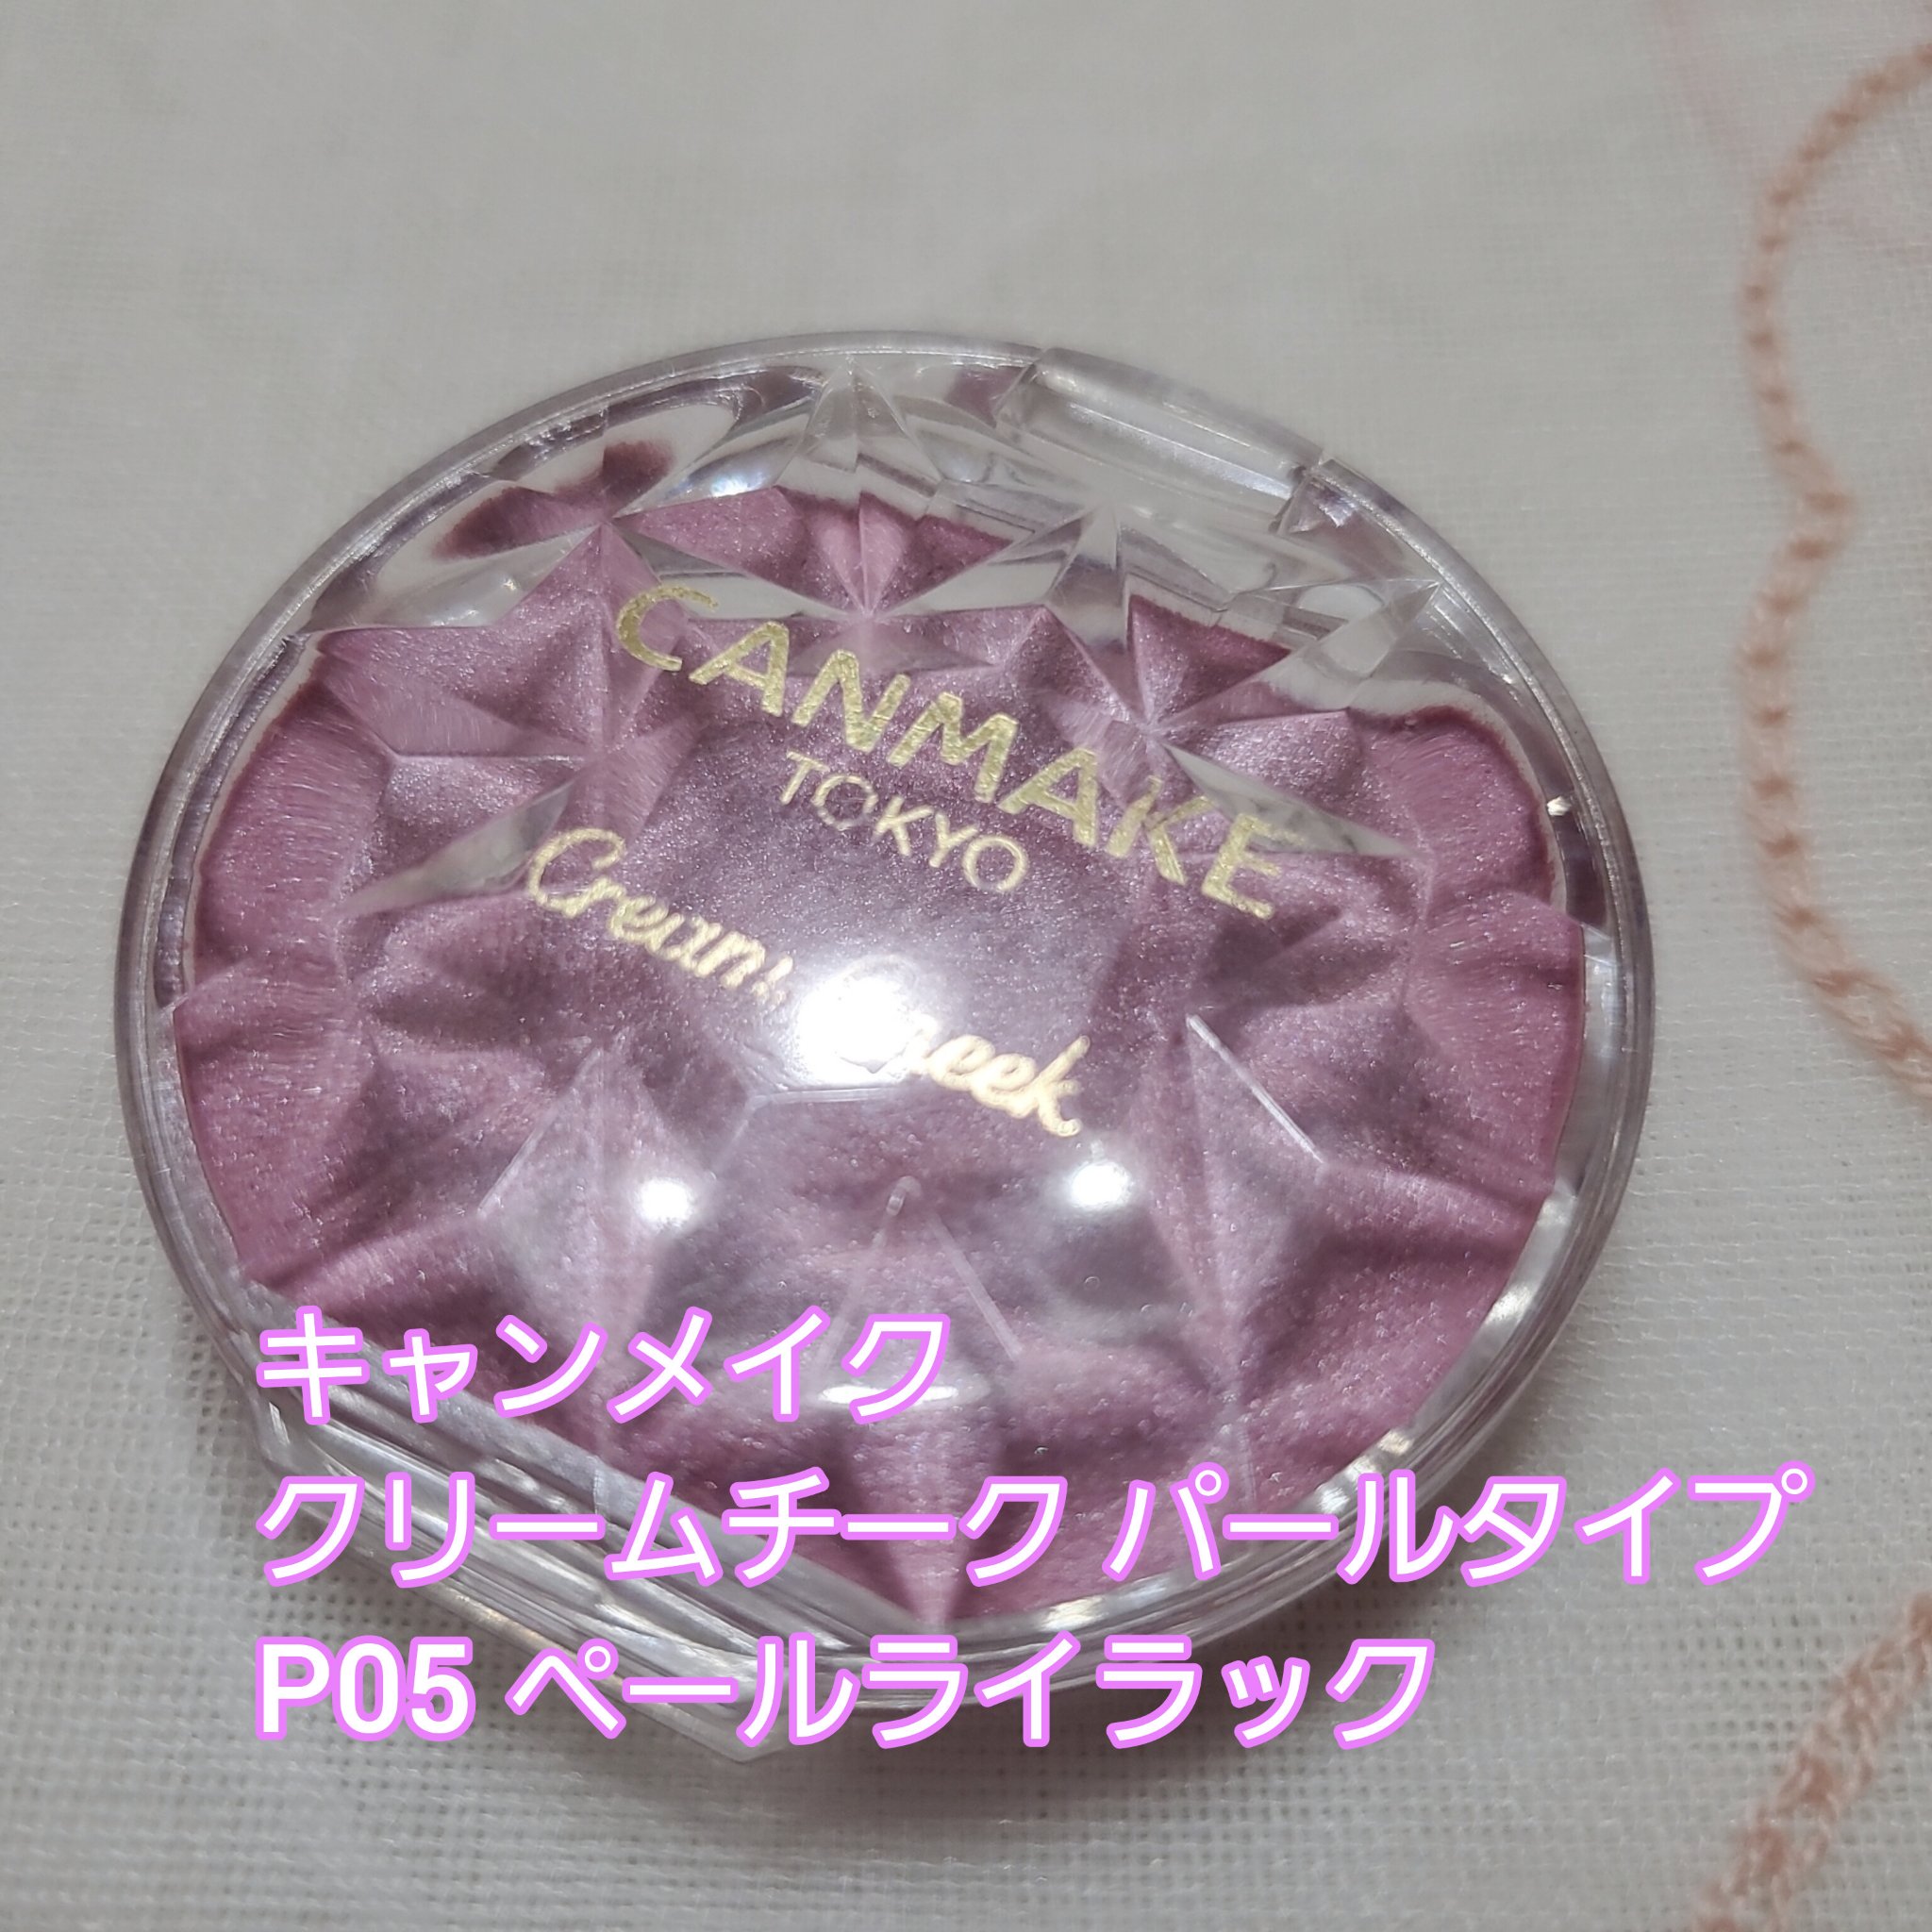 CANMAKE
TOKYO
Cream Cheek
キャンメイク
クリームチーク パールタイプ
P05 ペールライラック